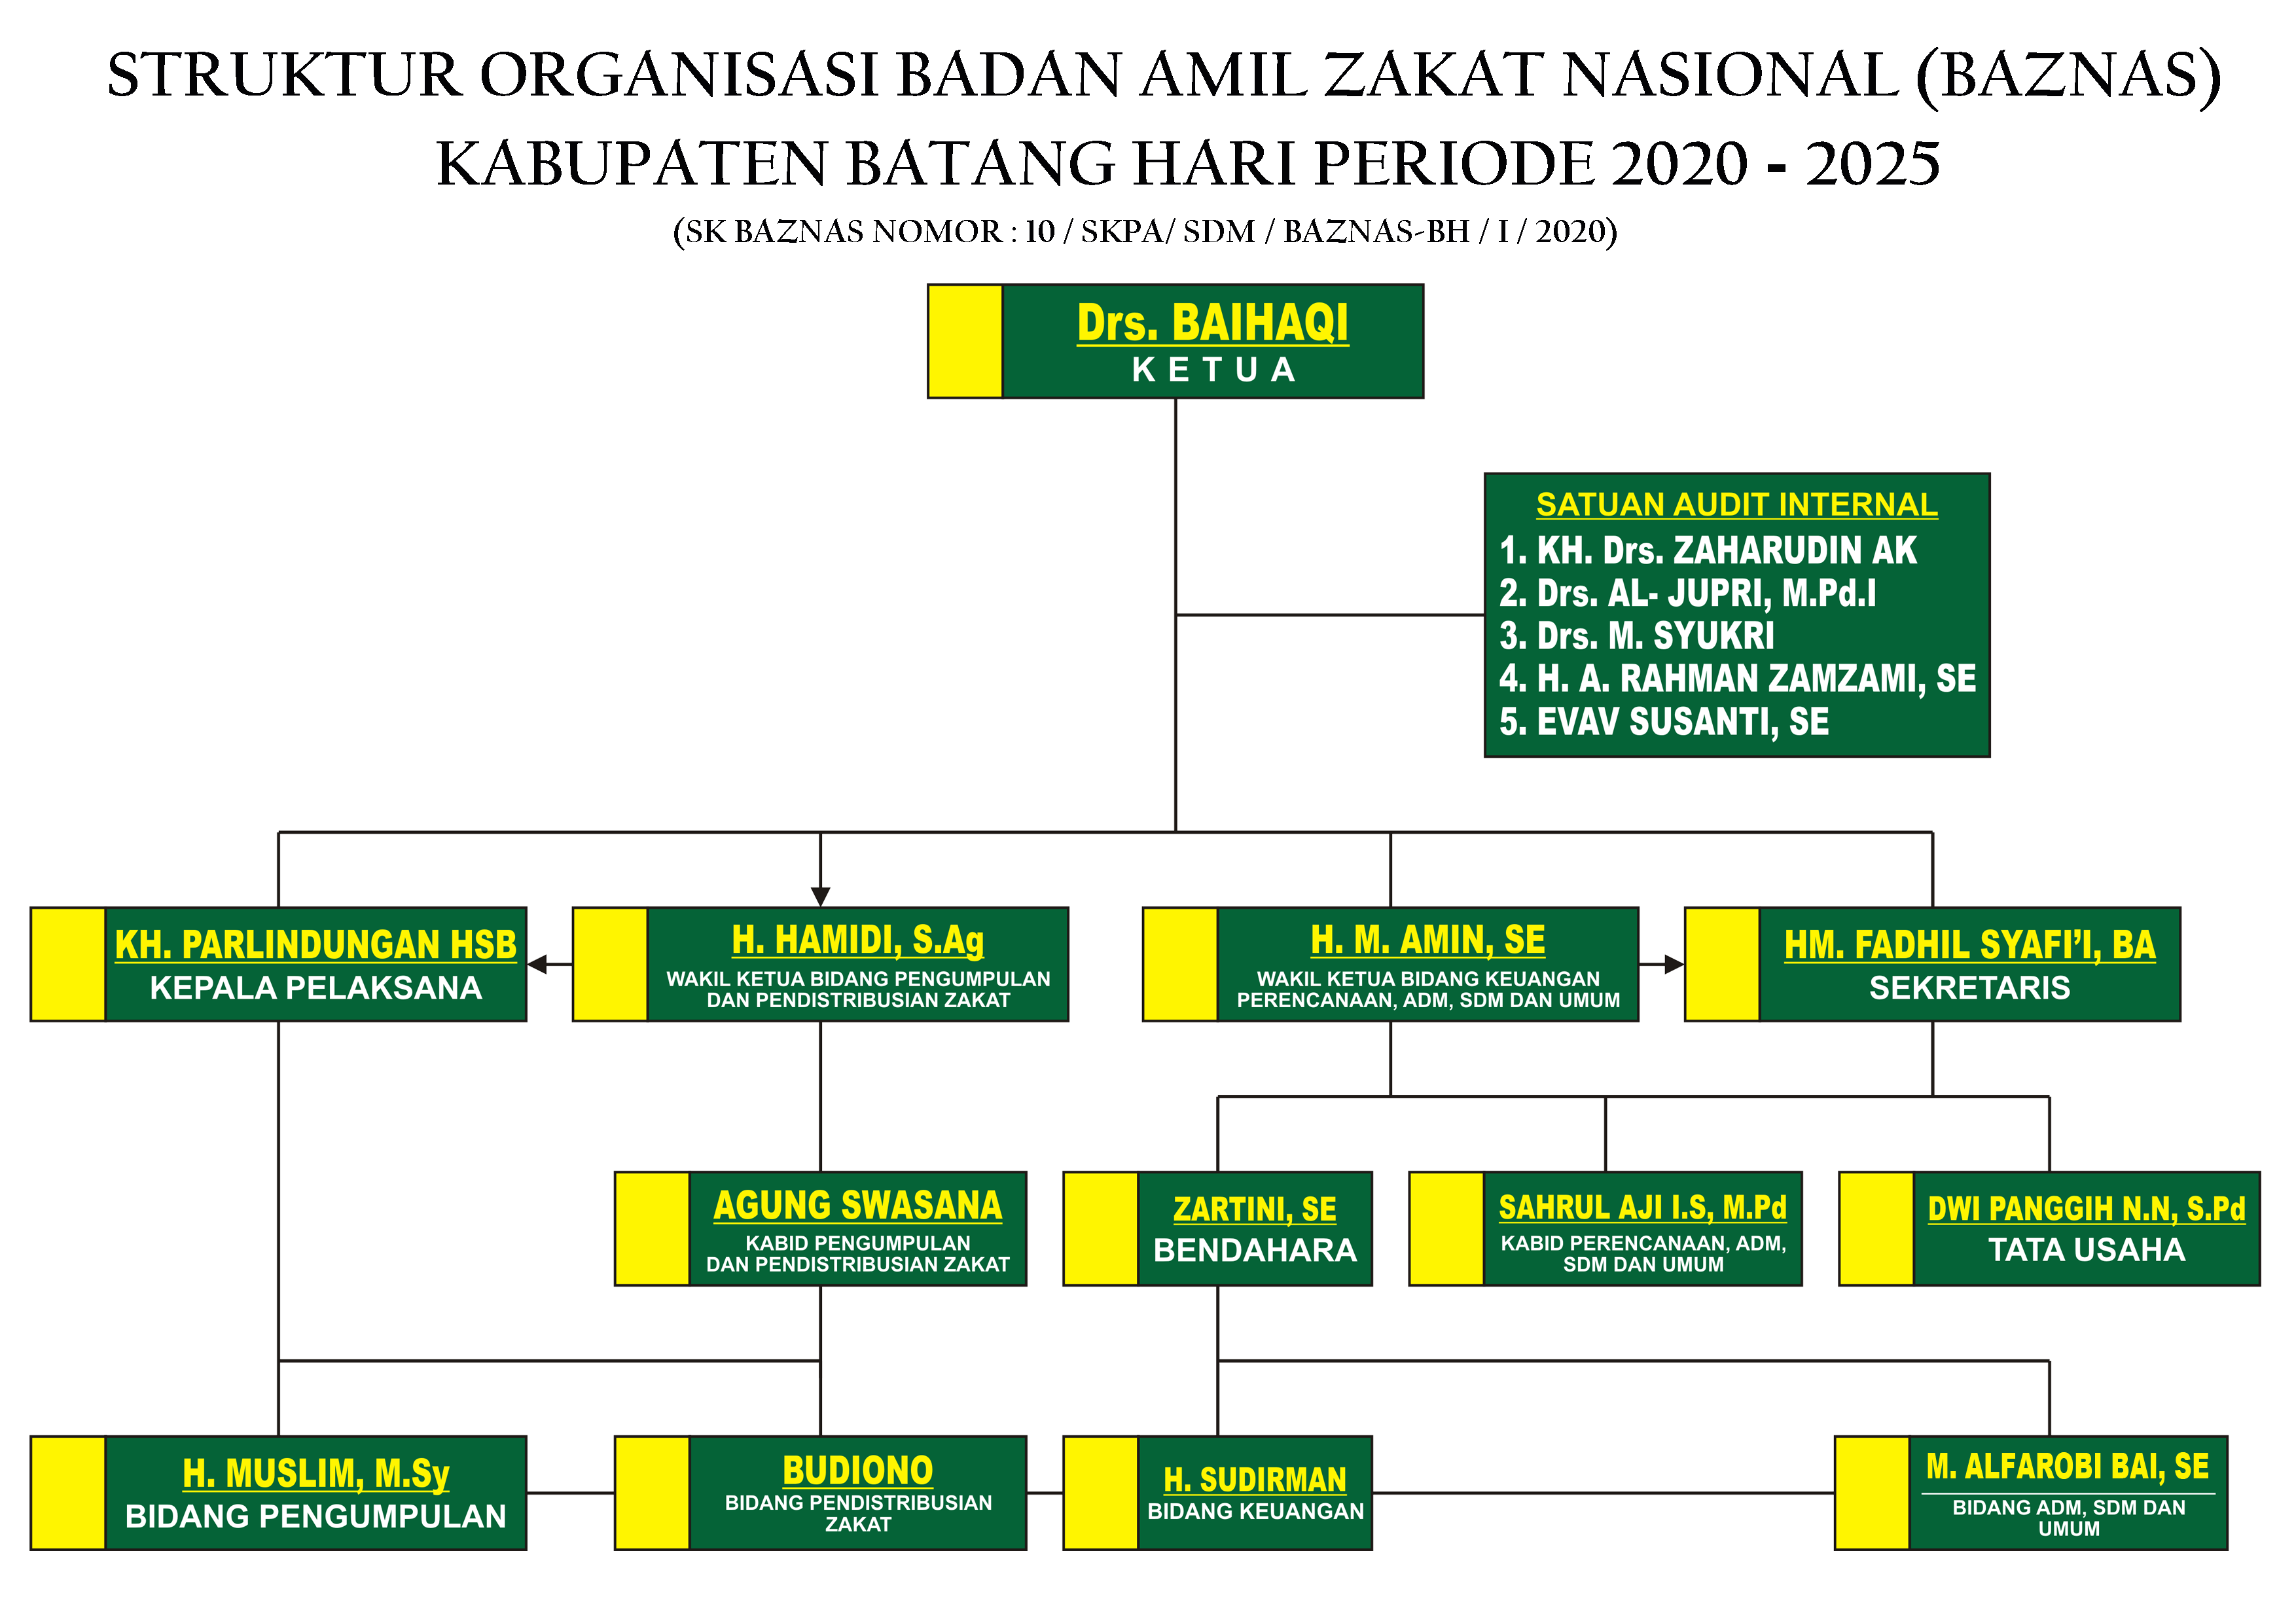 STRUKTUR ORGANISASI BADAN AMIL ZAKAT NASIONAL (BAZNAS)
KABUPATEN BATANG HARI PERIODE 2020 - 2025
(SK BAZNAS NOMOR : 10 / SKPA/ SDM / BAZNAS-BH / I / 2020)
Drs. BAIHAQI
K E T U A
SATUAN AUDIT INTERNAL
1. KH. Drs. ZAHARUDIN AK
2. Drs. AL- JUPRI, M.Pd.I
3. Drs. M. SYUKRI
4. H. A. RAHMAN ZAMZAMI, SE
5. EVAV SUSANTI, SE
KH. PARLINDUNGAN HSB
KEPALA PELAKSANA
H. HAMIDI, S.Ag
WAKIL KETUA BIDANG PENGUMPULAN
DAN PENDISTRIBUSIAN ZAKAT
H. M. AMIN, SE
WAKIL KETUA BIDANG KEUANGAN
PERENCANAAN, ADM, SDM DAN UMUM
HM. FADHIL SYAFI'I, BA
SEKRETARIS
AGUNG SWASANA
KABID PENGUMPULAN
DAN PENDISTRIBUSIAN ZAKAT
ZARTINI, SE
BENDAHARA
SAHRUL AJI I.S, M.Pd
KABID PERENCANAAN, ADM,
SDM DAN UMUM
DWI PANGGIH N.N, S.Pd
TATA USAHA
H. MUSLIM, M.Sy
BIDANG PENGUMPULAN
BUDIONO
BIDANG PENDISTRIBUSIAN
ZAKAT
H. SUDIRMAN
BIDANG KEUANGAN
M. ALFAROBI BAI, SE
BIDANG ADM, SDM DAN
UMUM